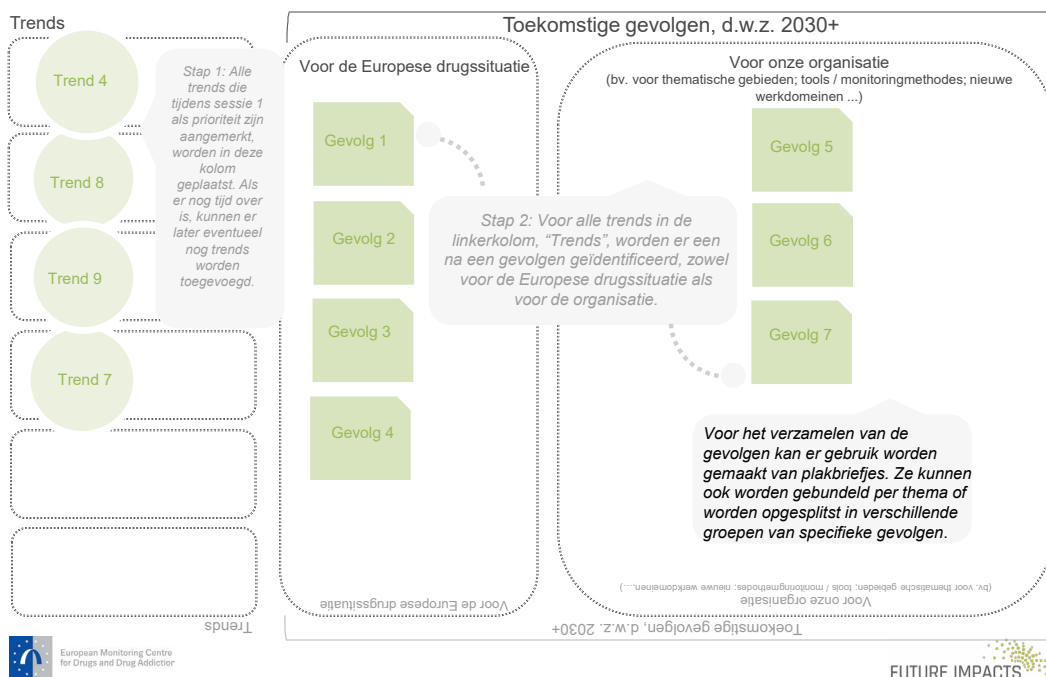 Trends
Toekomstige gevolgen, d.w.z. 2030+
Trend 4
Trend 8
Trend 9
Trend 7
Stap 1: Alle
trends die
tijdens sessie 1
als prioriteit zijn
aangemerkt,
worden in deze
kolom
geplaatst. Als
er nog tijd over
is, kunnen er
later eventueel
nog trends
worden
toegevoegd.
Voor de Europese drugssituatie
Gevolg 1
Gevolg 2
Gevolg 3
Gevolg 4
Stap 2: Voor alle trends in de
linkerkolom, “Trends”, worden er een
na een gevolgen geïdentificeerd, zowel
voor de Europese drugssituatie als
voor de organisatie.
Voor onze organisatie
(bv. voor thematische gebieden; tools / monitoringmethodes; nieuwe
werkdomeinen ...)
Gevolg 5
Gevolg 6
Gevolg 7
Voor het verzamelen van de
gevolgen kan er gebruik worden
gemaakt van plakbriefjes. Ze kunnen
ook worden gebundeld per thema of
worden opgesplitst in verschillende
groepen van specifieke gevolgen.
(bv. voor thematische gebieden; tools / monitoringmethodes; nieuwe werkdomeinen,...)
Voor onze organisatie
Voor de Europese drugssituatie
Trends
Toekomstige gevolgen, d.w.z. 2030+
European Monitoring Centre
for Drugs and Drug Addiction
FUTURE IMPACTS